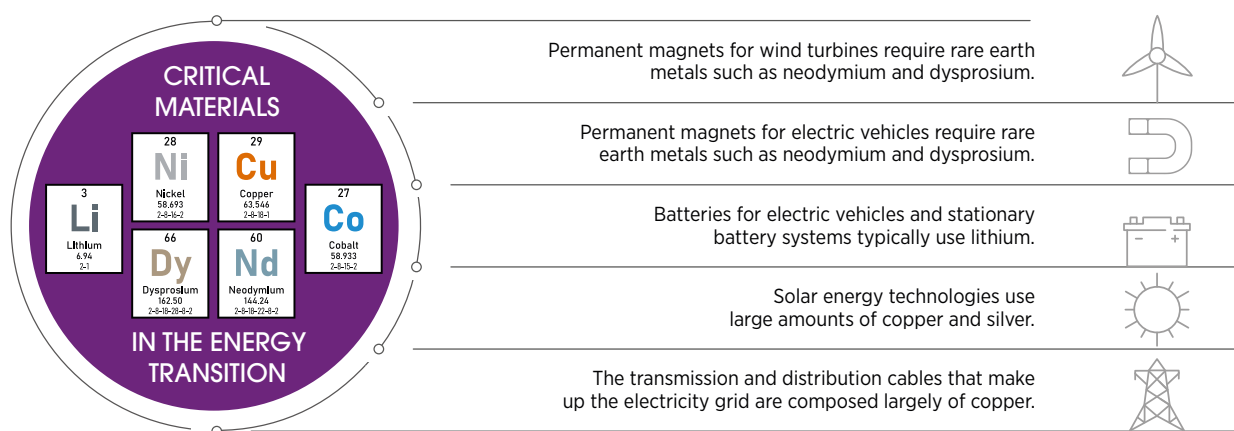 CRITICAL
MATERIALS
28
Ni
Nickel
58.693
2-8-16-2
29
Cu
Copper
63,546
2-8-18-1
3
Li
Lithium
6.94
2-1
27
Co
Cobalt
58.933
2-8-15-2
66
Dy
Dysprosium
162.50
2-8-18-28-8-2
60
Nd
Neodymium
144.24
2-8-18-22-8-2
IN THE ENERGY
TRANSITION
Permanent magnets for wind turbines require rare earth
metals such as neodymium and dysprosium.
Permanent magnets for electric vehicles require rare
earth metals such as neodymium and dysprosium.
Batteries for electric vehicles and stationary
battery systems typically use lithium.
- +
Solar energy technologies use
large amounts of copper and silver.
The transmission and distribution cables that make
up the electricity grid are composed largely of copper.